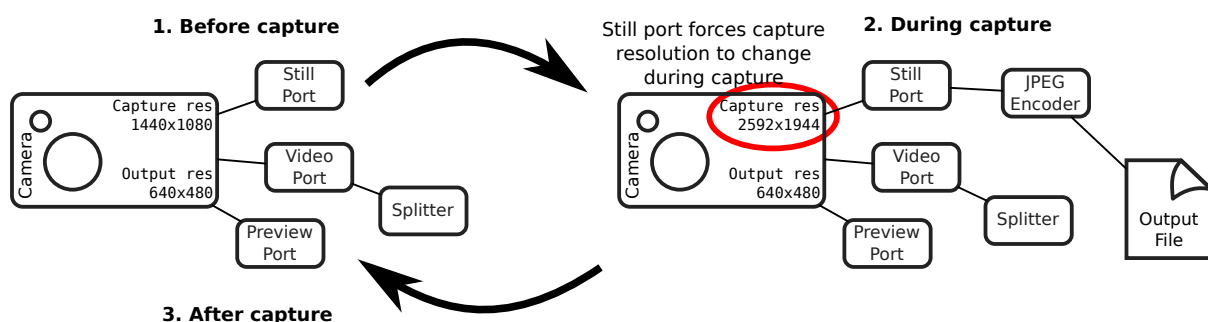 1. Before capture
Still
Port
Capture res
1440x1080
Camera
Video
Port
Output res
640x480
Splitter
Preview
Port
3. After capture
Still port forces capture
resolution to change
during capture
2. During capture
Still
Port
JPEG
Encoder
Capture res
2592x1944
Camera
Video
Port
Output res
640x480
Splitter
Output
File
Preview
Port